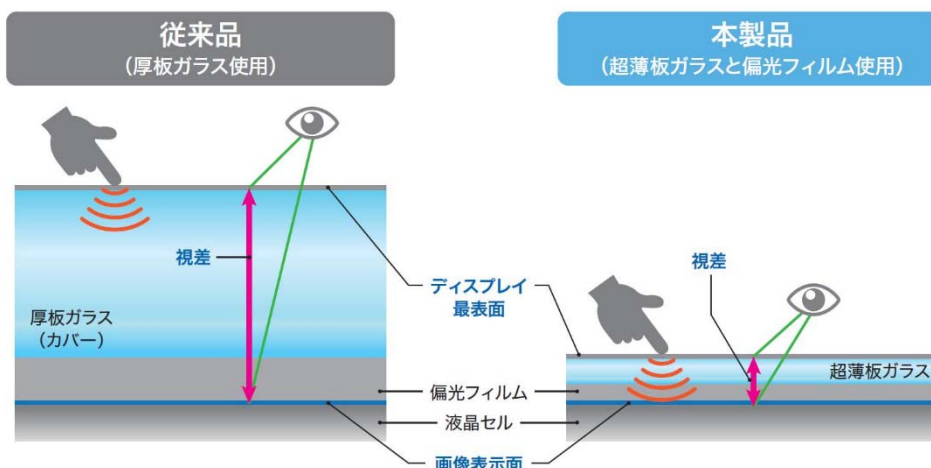 従来品
（厚板ガラス使用）
本製品
（超薄板ガラスと偏光フィルム使用）
視差
厚板ガラス
（カバー）
ディスプレイ
最表面
偏光フィルム
液晶セル
画像表示面
視差
超薄板ガラス